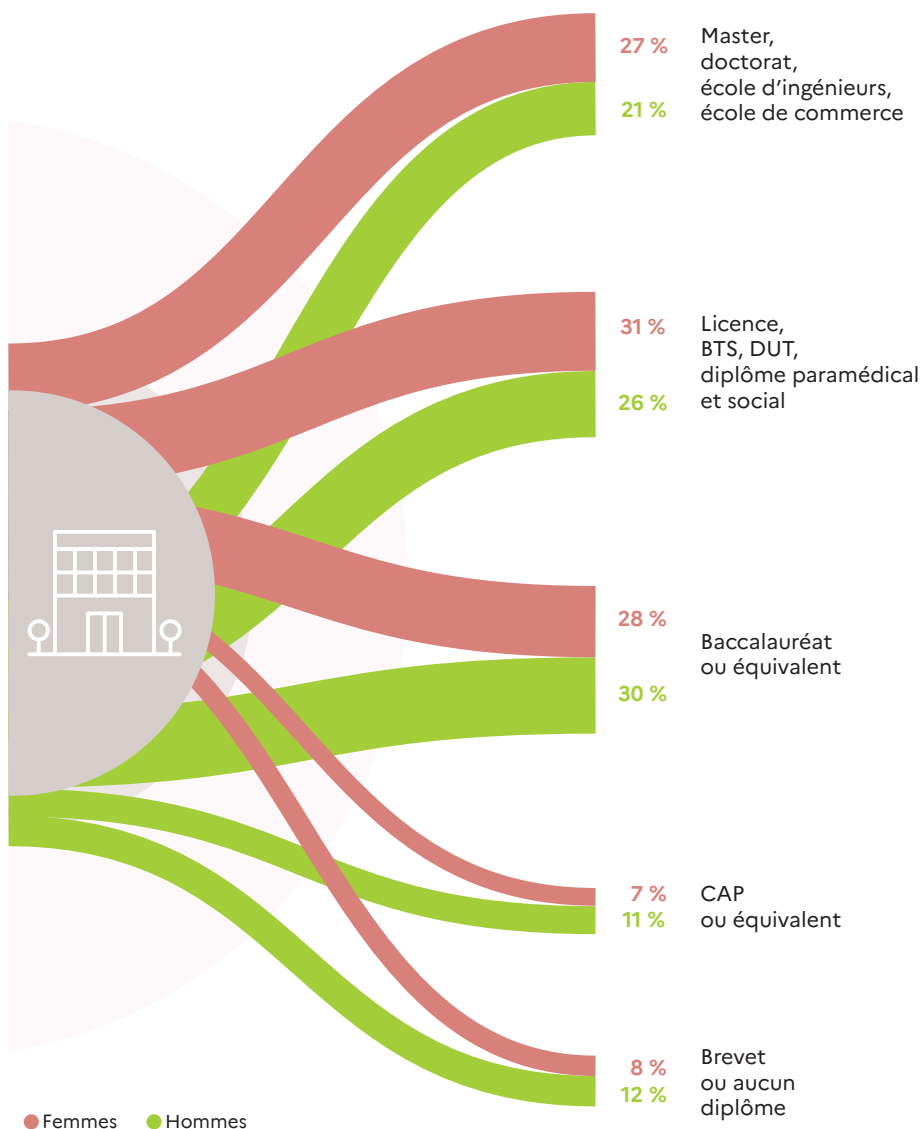 27 %
Master,
doctorat,
école d'ingénieurs,
école de commerce
21 %
31 %
Licence,
BTS, DUT,
diplôme paramédical
et social
26 %
28 %
Baccalauréat
ou équivalent
30 %
7 %
CAP
ou équivalent
11 %
8 %
Brevet
ou aucun
diplôme
12 %
Femmes
Hommes